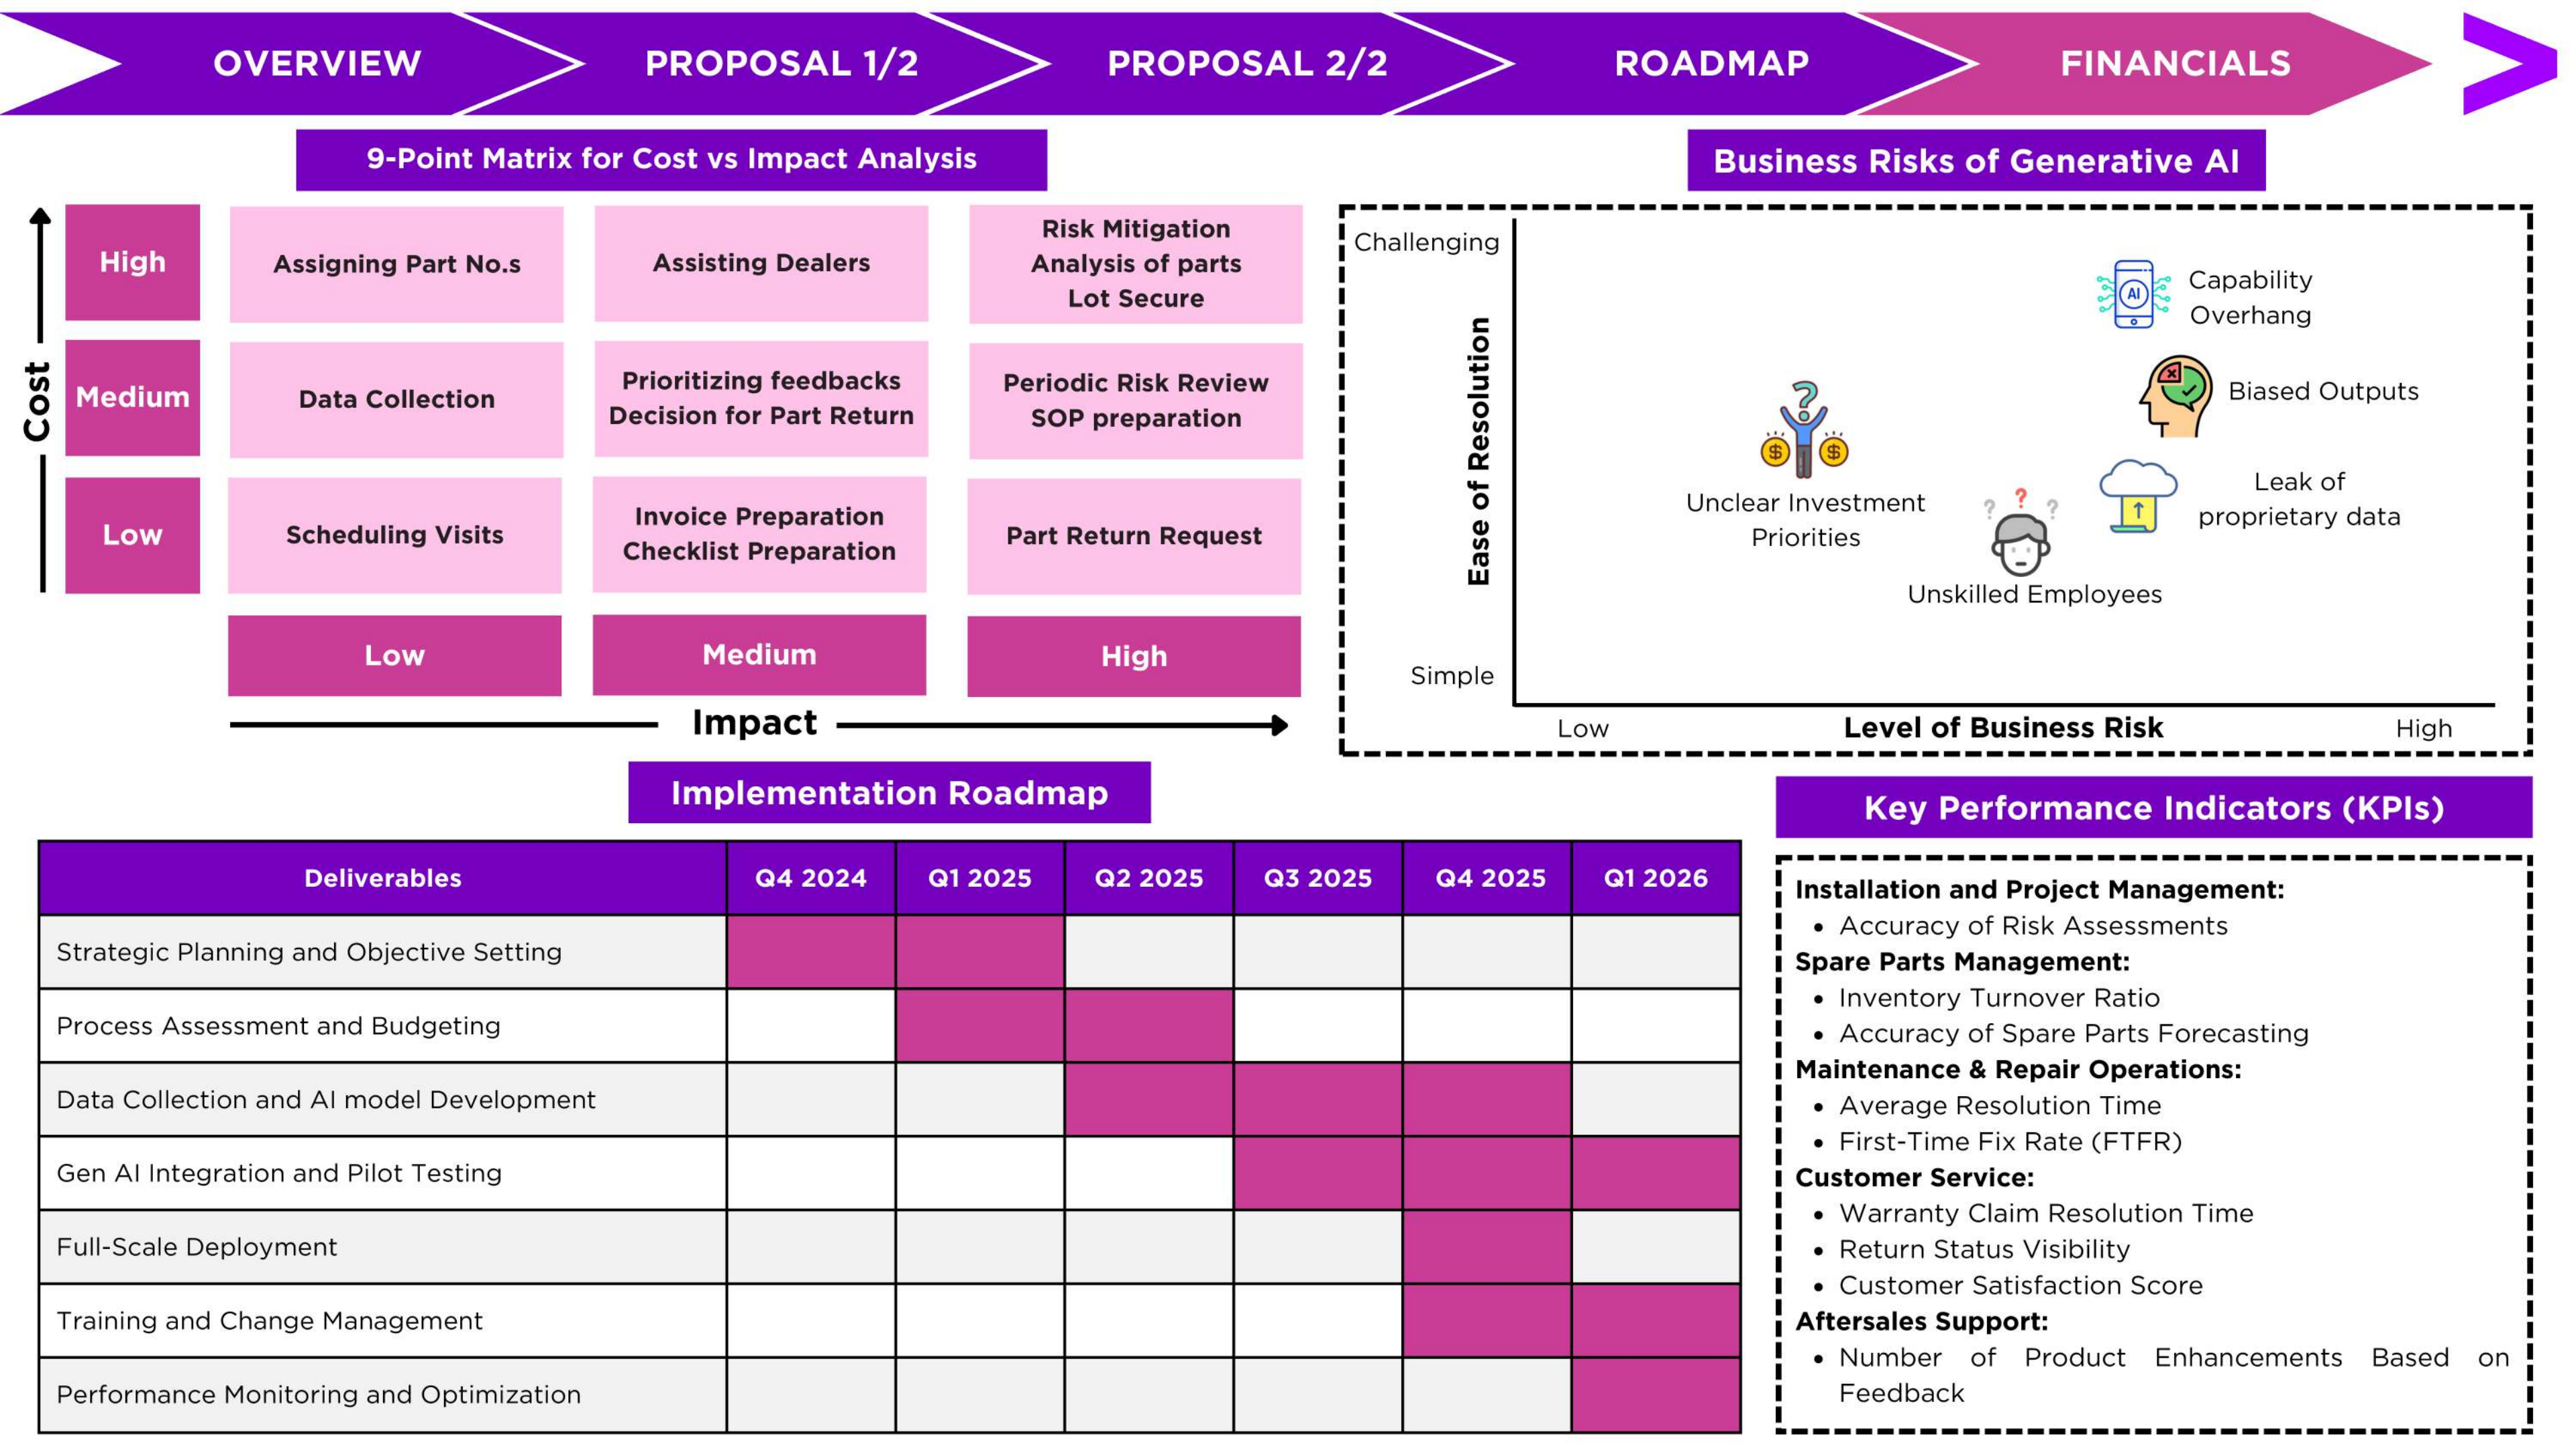 OVERVIEW
PROPOSAL 1/2
PROPOSAL 2/2
ROADMAP
FINANCIALS
9-Point Matrix for Cost vs Impact Analysis
Cost
High
Assigning Part No.s
Assisting Dealers
Risk Mitigation
Analysis of parts
Lot Secure
Medium
Data Collection
Prioritizing feedbacks
Decision for Part Return
Periodic Risk Review
SOP preparation
Low
Scheduling Visits
Invoice Preparation
Checklist Preparation
Part Return Request
Low
Medium
High
Impact
Business Risks of Generative AI
Challenging
Ease of Resolution
Simple
AI
Capability
Overhang
Biased Outputs
Leak of
proprietary data
Unclear Investment
Priorities
Unskilled Employees
Low
Level of Business Risk
High
Implementation Roadmap
Deliverables
Q4 2024
Q1 2025
Q2 2025
Q3 2025
Q4 2025
Q1 2026
Strategic Planning and Objective Setting
Process Assessment and Budgeting
Data Collection and AI model Development
Gen AI Integration and Pilot Testing
Full-Scale Deployment
Training and Change Management
Performance Monitoring and Optimization
Key Performance Indicators (KPIs)
Installation and Project Management:
• Accuracy of Risk Assessments
Spare Parts Management:
• Inventory Turnover Ratio
• Accuracy of Spare Parts Forecasting
Maintenance & Repair Operations:
• Average Resolution Time
• First-Time Fix Rate (FTFR)
Customer Service:
• Warranty Claim Resolution Time
• Return Status Visibility
• Customer Satisfaction Score
Aftersales Support:
• Number of Product Enhancements Based on
Feedback